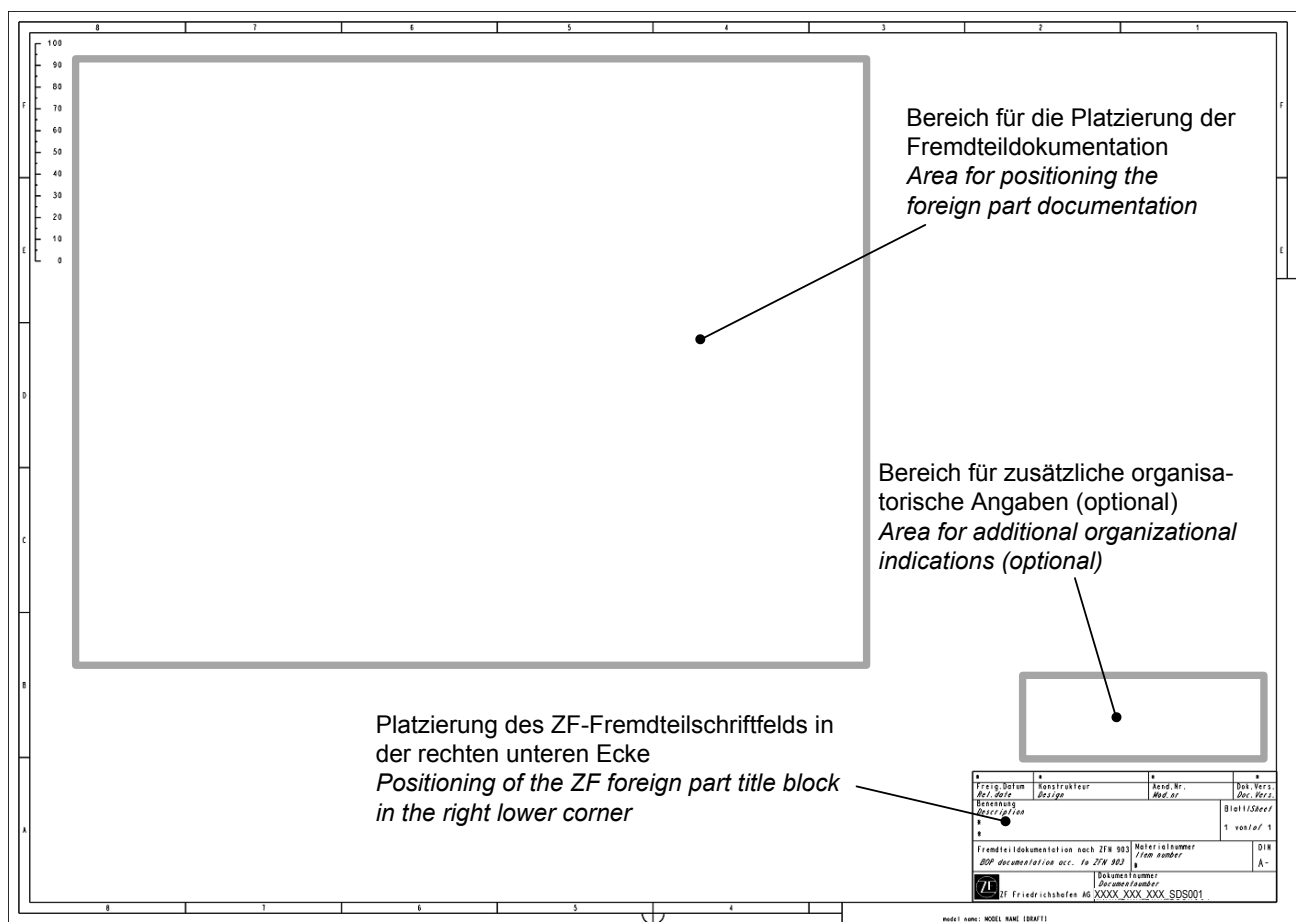 8 7 6 5 4 3 2 1
100
90
80
70
60
50
40
30
20
10
0
F
E
D
C
B
A
F
E
Bereich für die Platzierung der
Fremdteildokumentation
Area for positioning the
foreign part documentation
Bereich für zusätzliche organisa-
torische Angaben (optional)
Area for additional organizational
indications (optional)
Platzierung des ZF-Fremdteilschriftfelds in
der rechten unteren Ecke
Positioning of the ZF foreign part title block
in the right lower corner
Freig.Datum Konstrukteur Aend.Nr. Dok.Vers.
Rel.date Design Mod.nr Doc.Vers.
Benennung
Description
Blatt/Sheet
1 von/of 1
Fremdteildokumentation nach ZFN 903
BOP documentation acc. to ZFN 903
Materialnummer
Item number
DIN
A-
Dokumentnummer
Documentnumber
ZF
ZF Friedrichshafen AG XXXX_XXX_XXX_SDS001
8 7 6 5 4
model name: MODEL NAME (DRAFT)